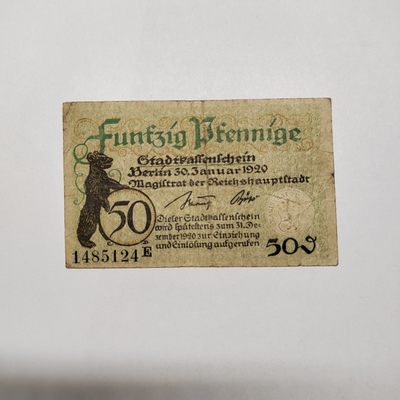 Funfzig Pfennige
Stadtkassenschein
Berlin 30. Januar 1920
Magistrat der Reichshauptstadt
50
Dieser Stadtkassenschein
wird spätestens zum 31. De-
zember 1920 zur Einziehung
und Einlösung aufgerufen
1485124 E
50 ₰